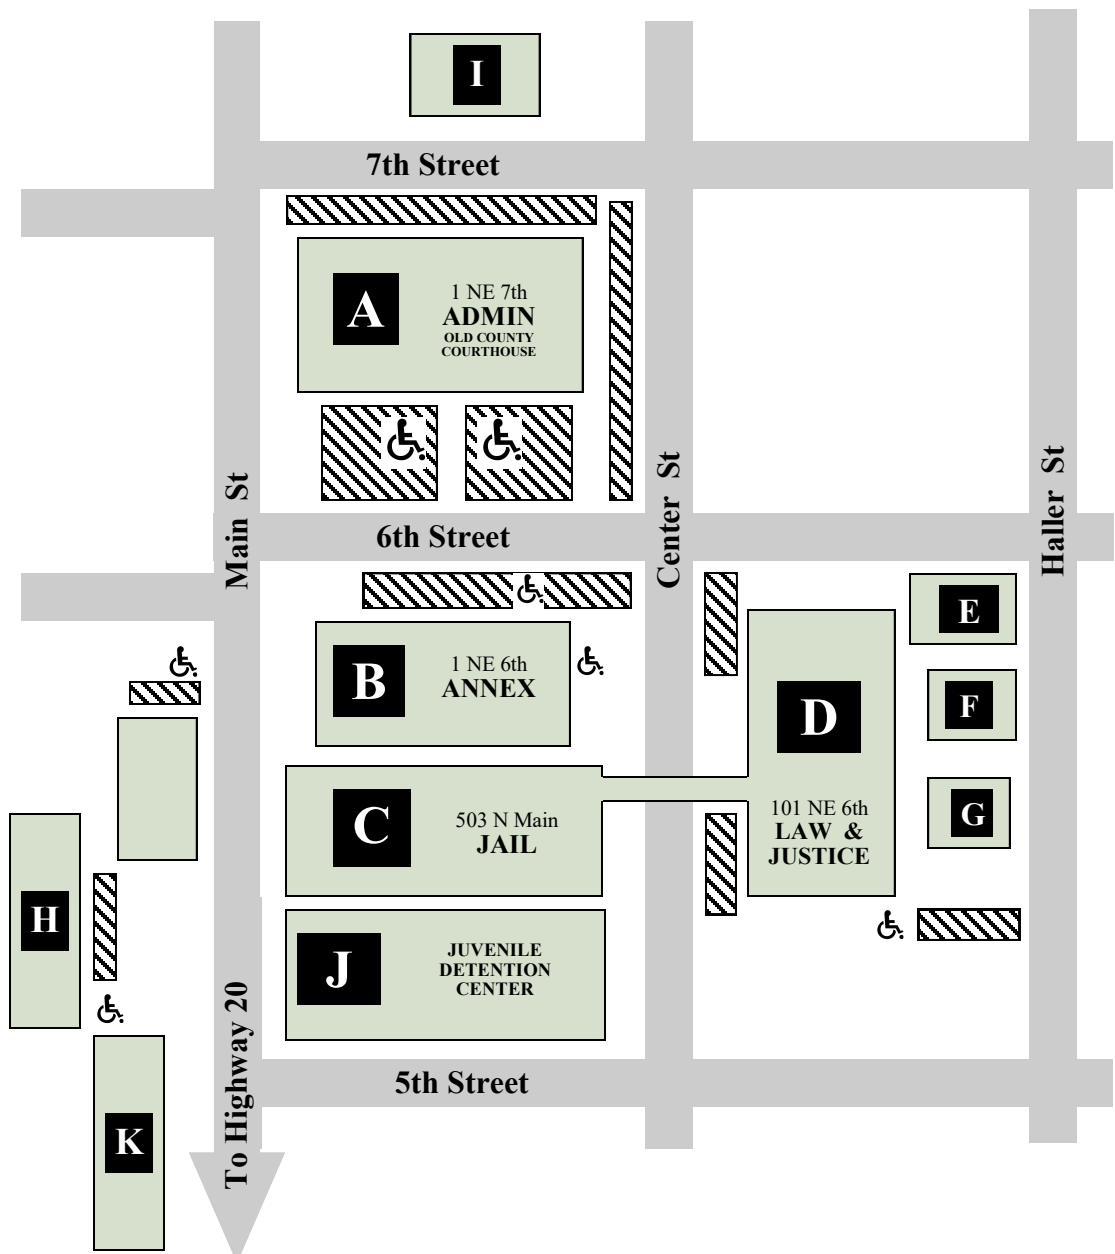 I
7th Street
A
1 NE 7th
ADMIN
OLD COUNTY
COURTHOUSE
Main St
Center St
Haller St
6th Street
B
1 NE 6th
ANNEX
E
F
D
G
C
503 N Main
JAIL
101 NE 6th
LAW &
JUSTICE
H
J
JUVENILE
DETENTION
CENTER
To Highway 20
5th Street
K